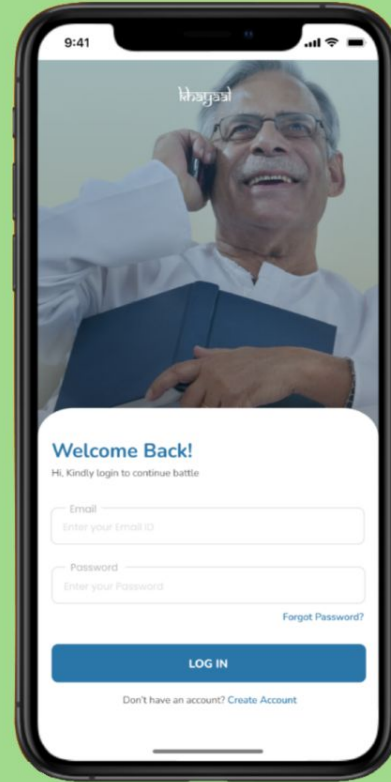 9:41
khayaal
Welcome Back!
Hi, Kindly login to continue battle
Email
Enter your Email ID
Password
Enter your Password
Forgot Password?
LOG IN
Don't have an account? Create Account